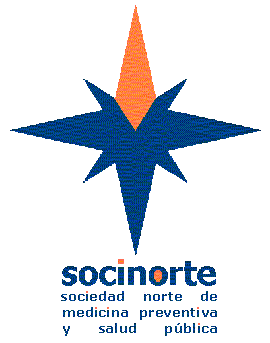 socinorte
sociedad norte de
medicina preventiva
y salud pública